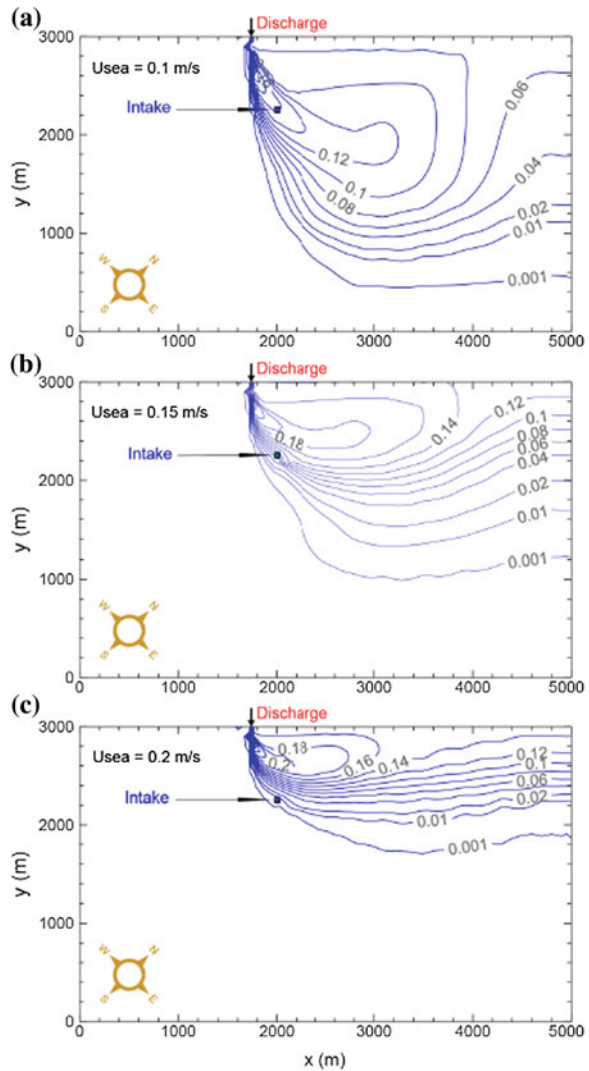 (a)
Discharge
3000
Usea = 0.1 m/s
Intake
2000
y (m)
1000
0
0.06
0.04
0.12
0.1
0.08
0.02
0.01
0.001
W N
S E
0 1000 2000 3000 4000 5000
(b)
Discharge
3000
Usea = 0.15 m/s
Intake
2000
y (m)
1000
0
0.12
0.14
0.1
0.18
0.08
0.06
0.04
0.02
0.01
0.001
W N
S E
0 1000 2000 3000 4000 5000
(c)
Discharge
3000
Usea = 0.2 m/s
Intake
2000
y (m)
1000
0
0.18
0.2
0.16
0.14
0.12
0.1
0.06
0.02
0.01
0.001
W N
S E
0 1000 2000 3000 4000 5000
x (m)